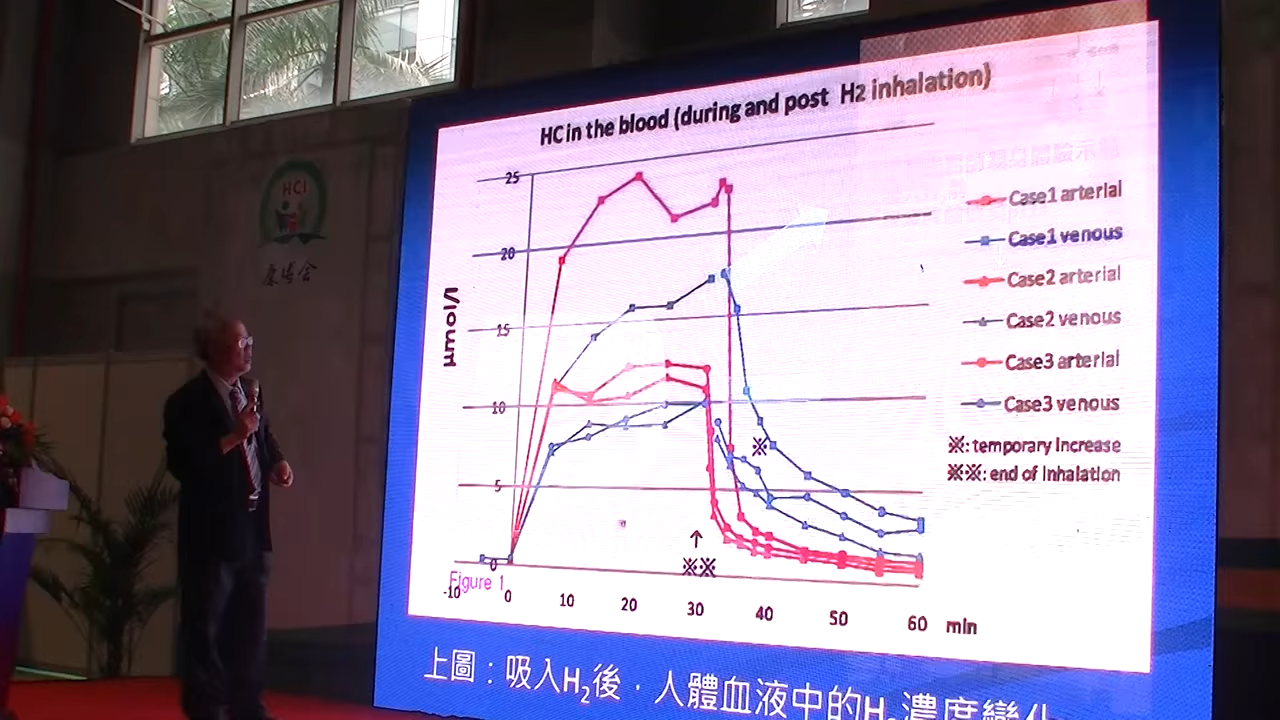 HC in the blood (during and post H2 inhalation)
HCI
康博会
μmol/l
25
20
15
10
5
0
-10
0
10
20
30
40
50
60
min
Case1 arterial
Case1 venous
Case2 arterial
Case2 venous
Case3 arterial
Case3 venous
※: temporary increase
※※: end of inhalation
※
↑
※※
Figure 1
上圖：吸入H₂後．人體血液中的H₂濃度變化